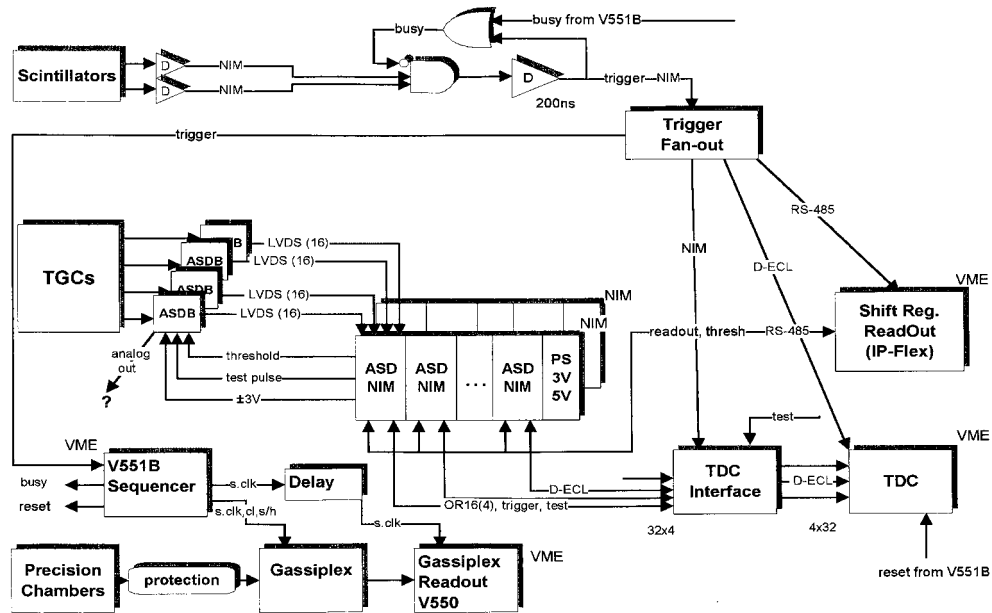 busy
busy from V551B
Scintillators
D
NIM
D
NIM
D
200ns
trigger
NIM
Trigger
Fan-out
trigger
RS-485
NIM
D-ECL
TGCs
ASDB
ASDB
ASDB
LVDS (16)
LVDS (16)
LVDS (16)
LVDS (16)
analog
out
?
threshold
test pulse
±3V
NIM
NIM
ASD
NIM
ASD
NIM
...
ASD
NIM
PS
3V
5V
readout, thresh
RS-485
VME
Shift Reg.
ReadOut
(IP-Flex)
test
VME
V551B
Sequencer
busy
reset
s.clk
s.clk,cl,s/h
Delay
s.clk
D-ECL
OR16(4), trigger, test
TDC
Interface
32x4
D-ECL
4x32
VME
TDC
reset from V551B
Precision
Chambers
protection
Gassiplex
Gassiplex
Readout
V550
VME